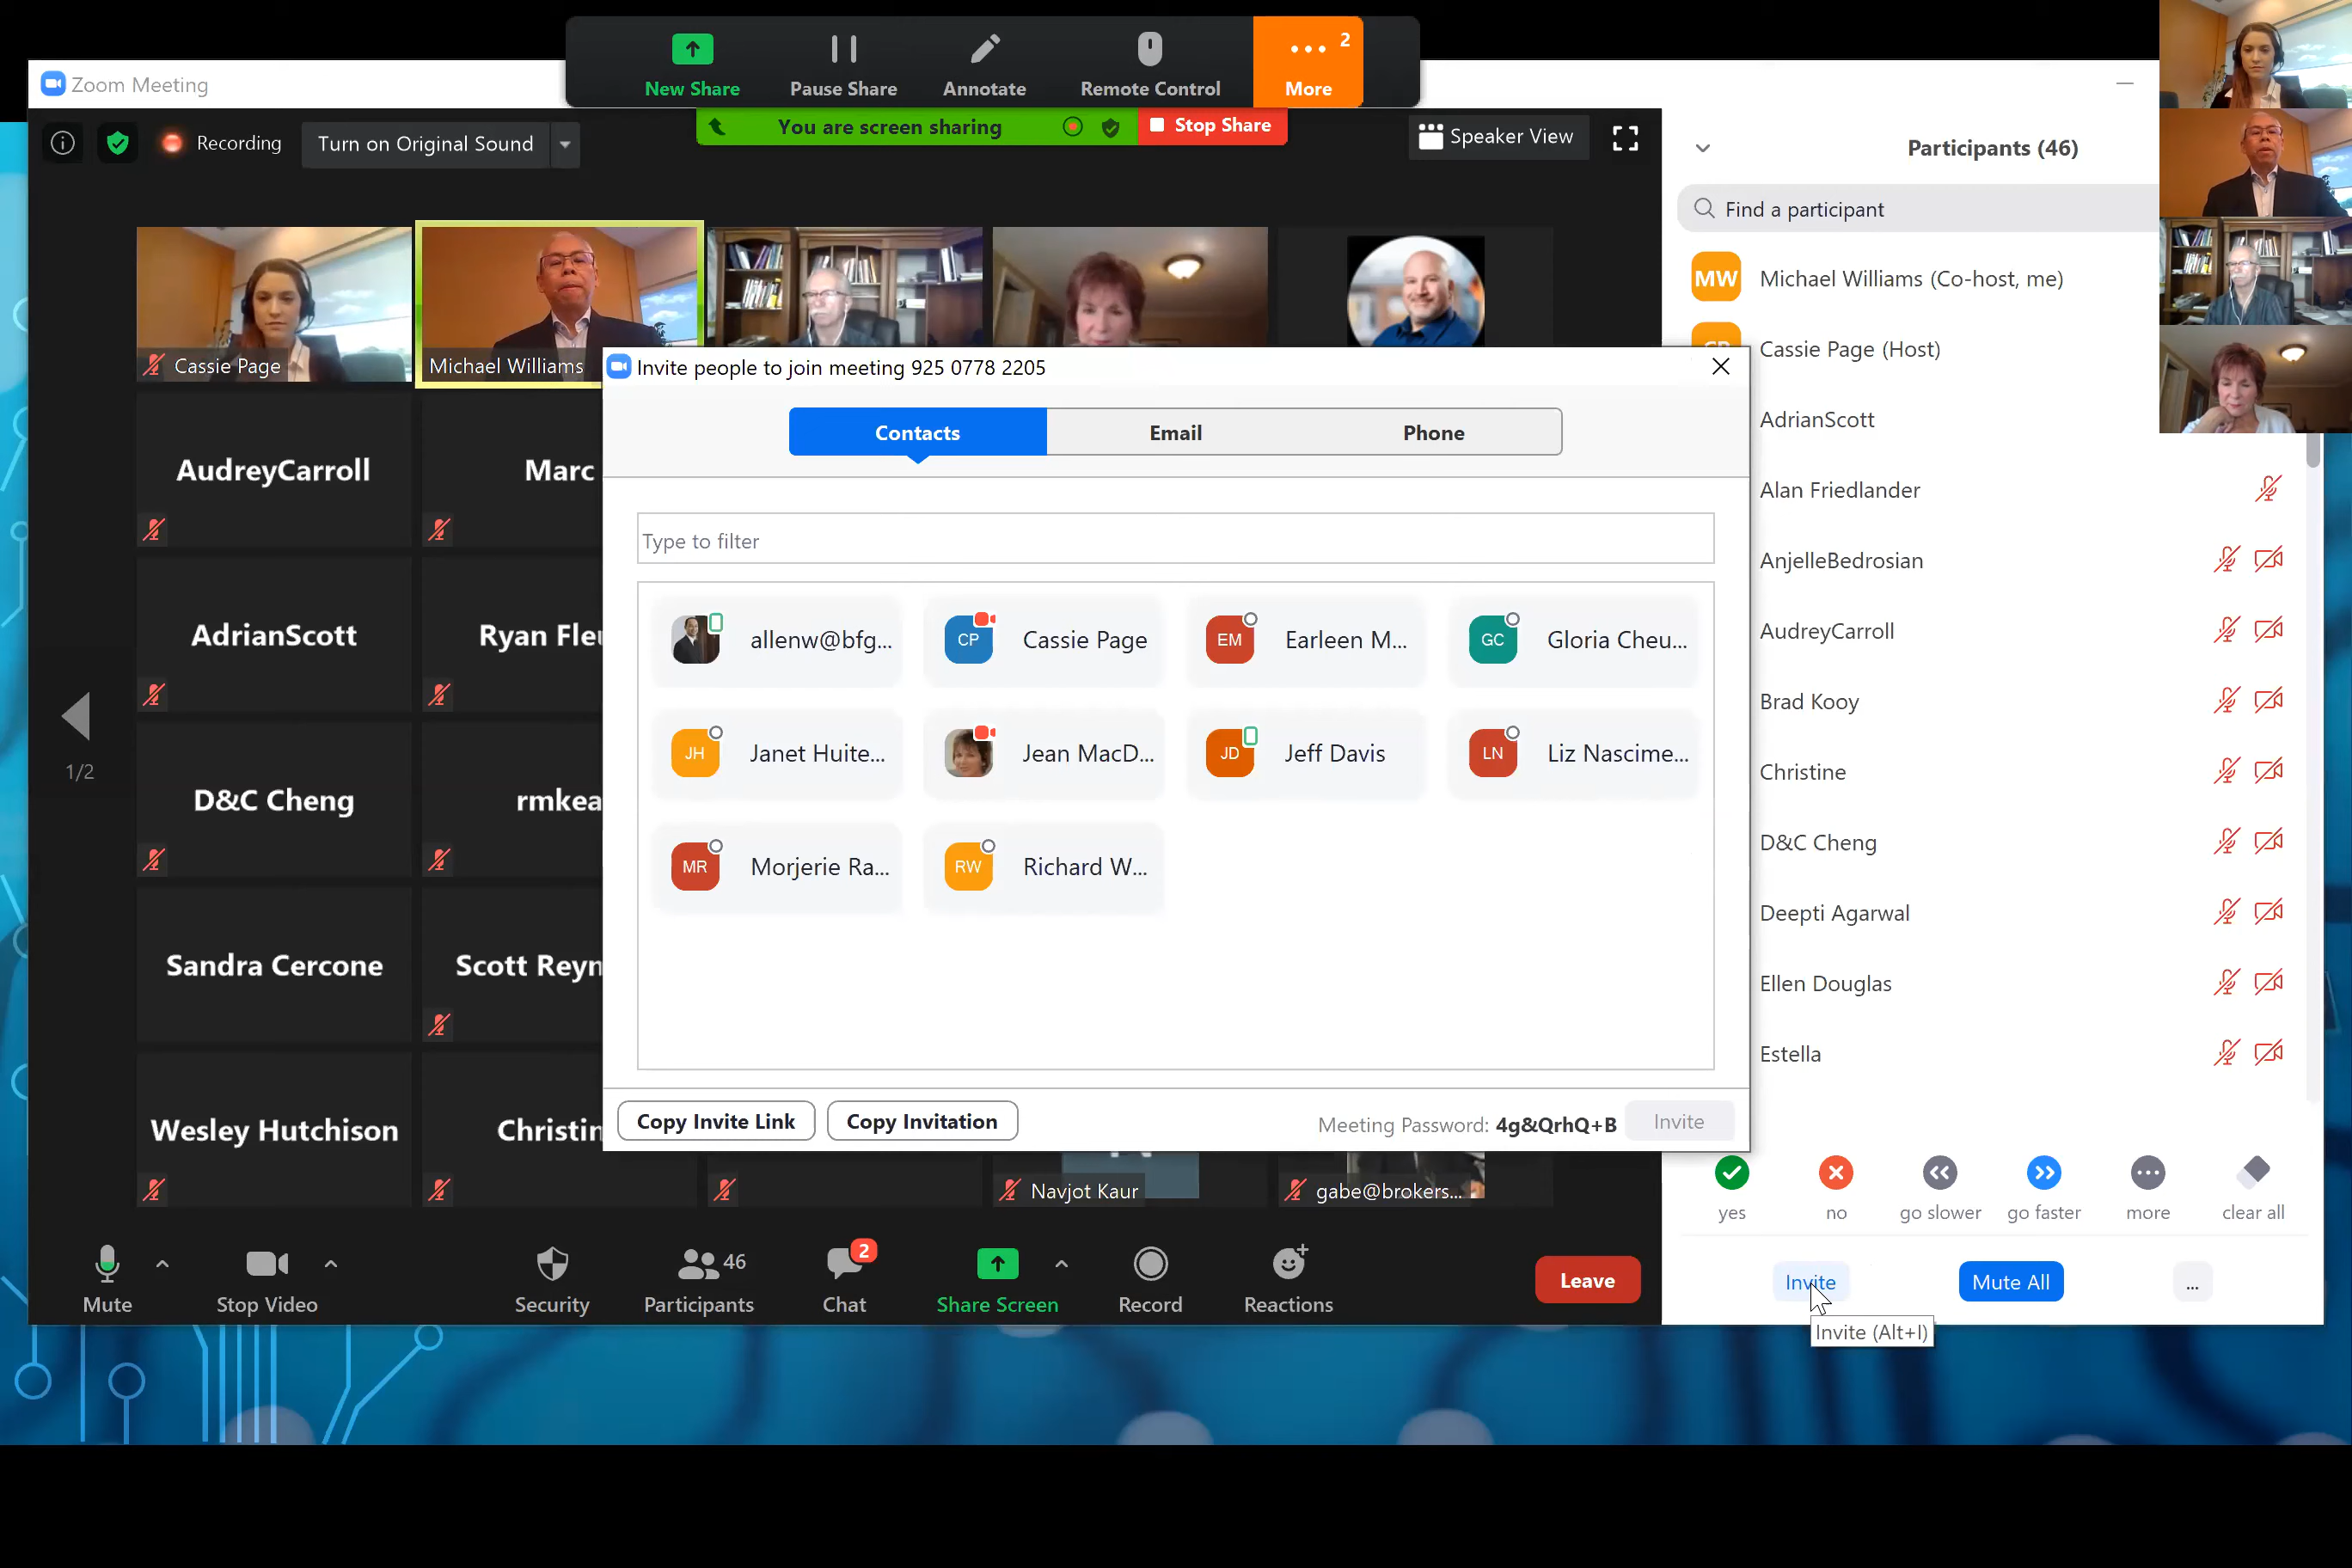 New Share
Pause Share
Annotate
Remote Control
2
More
Zoom Meeting
You are screen sharing
Stop Share
Recording
Turn on Original Sound
Speaker View
Participants (46)
Find a participant
Cassie Page
Michael Williams
AudreyCarroll
Marc
AdrianScott
Ryan Fleu
D&C Cheng
rmkea
1/2
Sandra Cercone
Scott Reyn
Wesley Hutchison
Christin
Navjot Kaur
gabe@brokers...
Invite people to join meeting 925 0778 2205
Contacts
Email
Phone
Type to filter
allenw@bfg...
CP
Cassie Page
EM
Earleen M...
GC
Gloria Cheu...
JH
Janet Huite...
Jean MacD...
JD
Jeff Davis
LN
Liz Nascime...
MR
Morjerie Ra...
RW
Richard W...
Copy Invite Link
Copy Invitation
Meeting Password: 4g&QrhQ+B
Invite
MW
Michael Williams (Co-host, me)
Cassie Page (Host)
AdrianScott
Alan Friedlander
AnjelleBedrosian
AudreyCarroll
Brad Kooy
Christine
D&C Cheng
Deepti Agarwal
Ellen Douglas
Estella
yes
no
go slower
go faster
more
clear all
Invite
Mute All
...
Invite (Alt+I)
Mute
Stop Video
Security
46
Participants
2
Chat
Share Screen
Record
Reactions
Leave